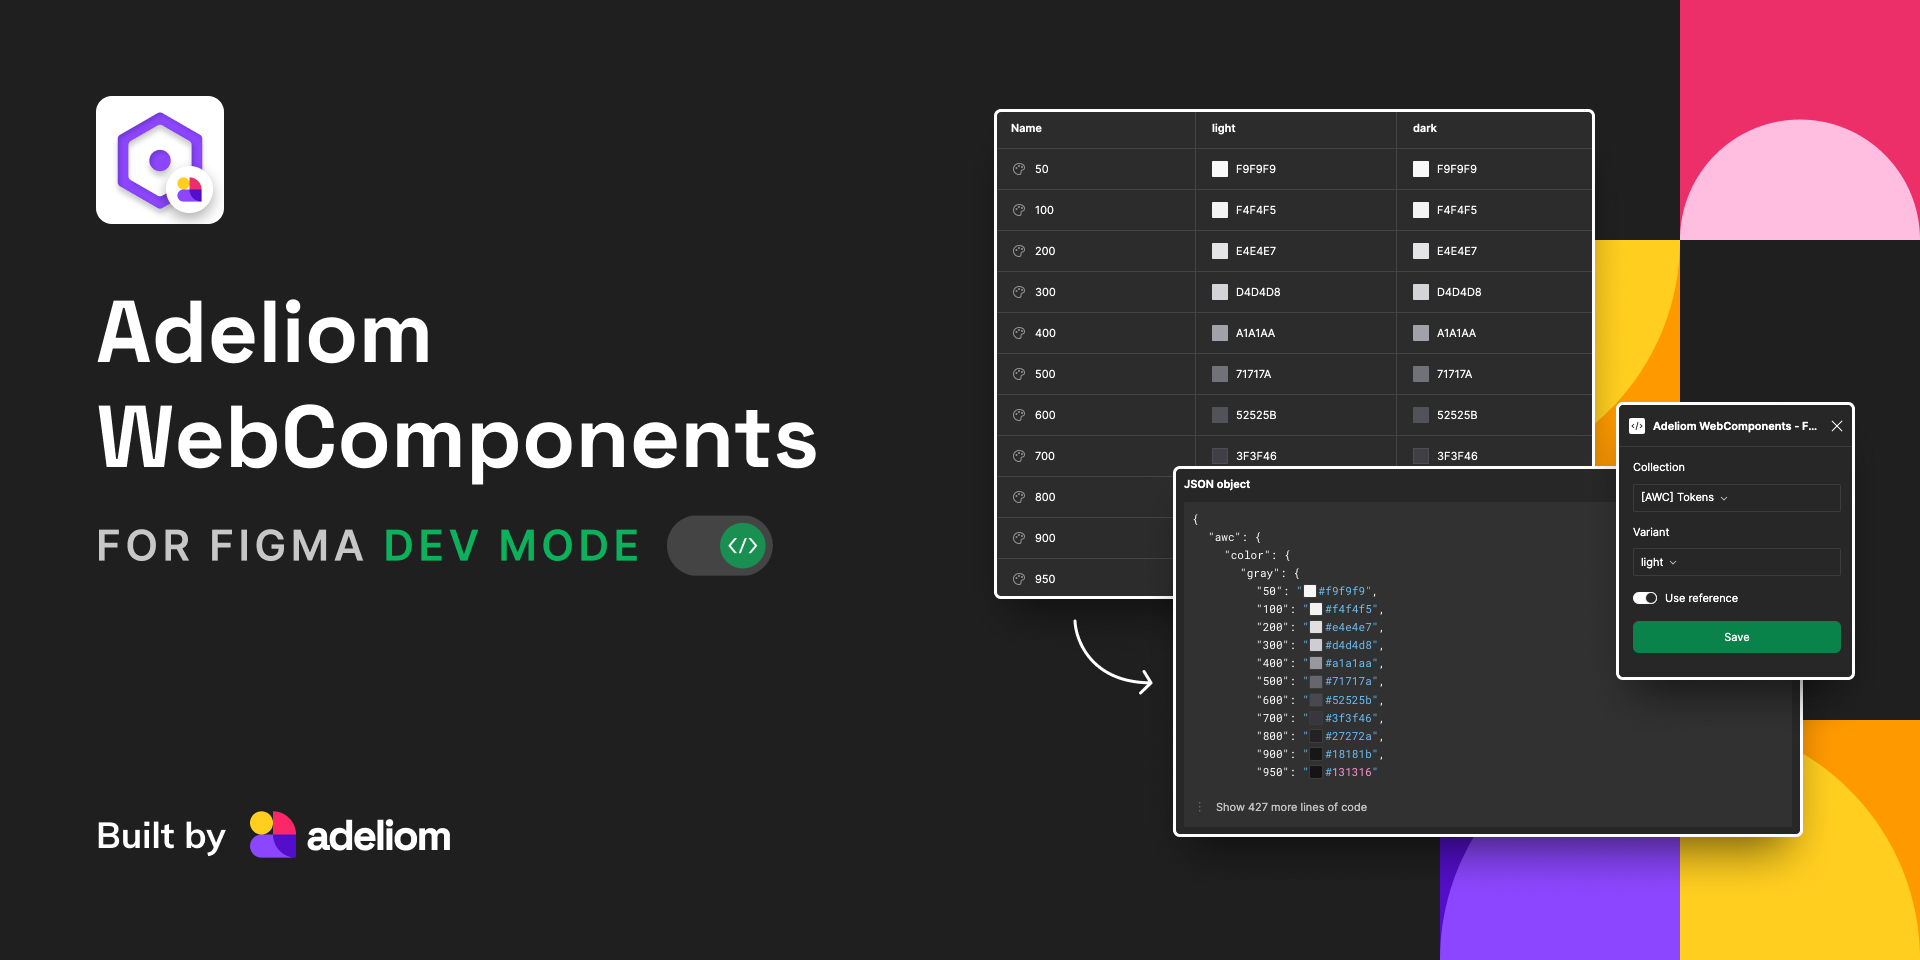 Adeliom
WebComponents
FOR FIGMA DEV MODE </>
Built by adeliom
Name light dark
50 F9F9F9 F9F9F9
100 F4F4F5 F4F4F5
200 E4E4E7 E4E4E7
300 D4D4D8 D4D4D8
400 A1A1AA A1A1AA
500 71717A 71717A
600 52525B 52525B
700 3F3F46 3F3F46
800
900
950
JSON object
{
"awc": {
"color": {
"gray": {
"50": "#f9f9f9",
"100": "#f4f4f5",
"200": "#e4e4e7",
"300": "#d4d4d8",
"400": "#a1a1aa",
"500": "#71717a",
"600": "#52525b",
"700": "#3f3f46",
"800": "#27272a",
"900": "#18181b",
"950": "#131316"
Show 427 more lines of code
</> Adeliom WebComponents - F...
Collection
[AWC] Tokens
Variant
light
Use reference
Save